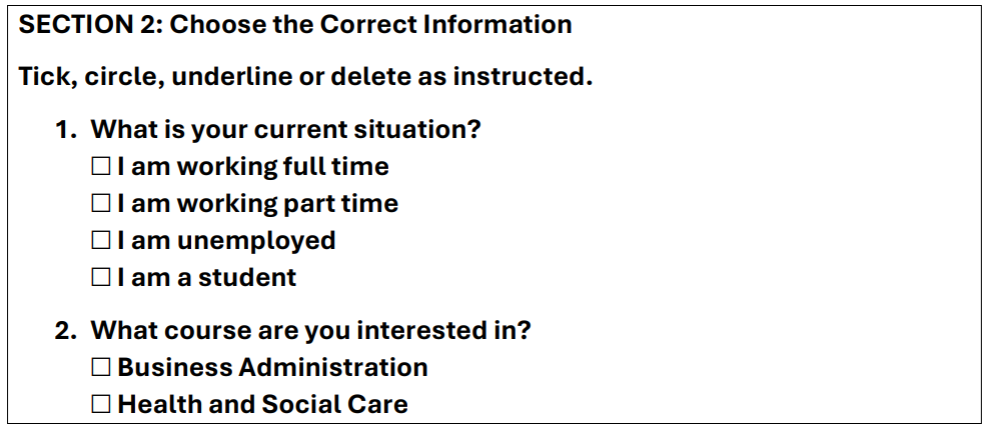 SECTION 2: Choose the Correct Information
Tick, circle, underline or delete as instructed.
1. What is your current situation?
☐ I am working full time
☐ I am working part time
☐ I am unemployed
☐ I am a student
2. What course are you interested in?
☐ Business Administration
☐ Health and Social Care